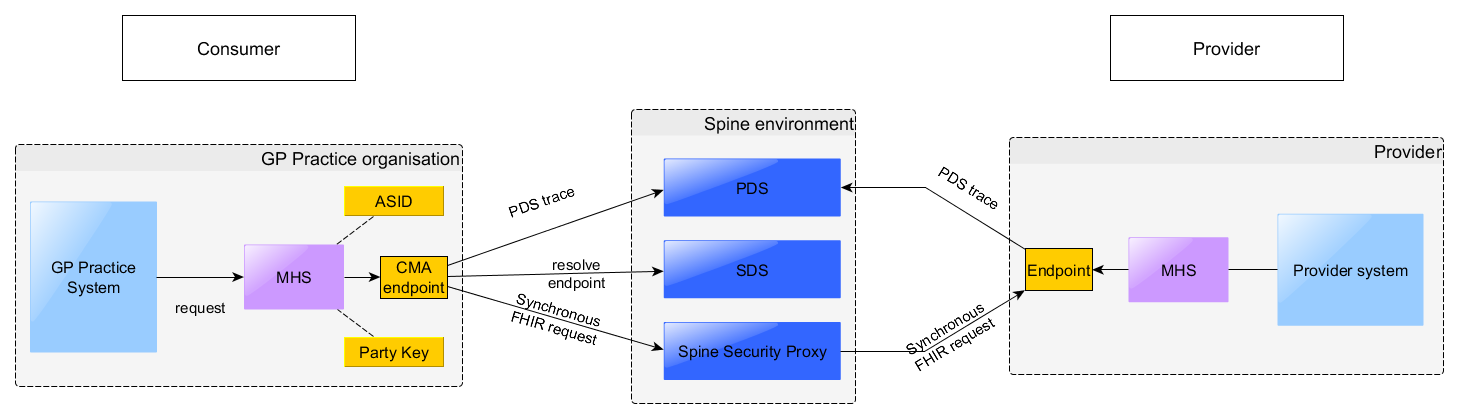 Consumer
Provider
Spine environment
GP Practice organisation
Provider
ASID
PDS trace
PDS
PDS trace
GP Practice
System
MHS
CMA
endpoint
resolve
endpoint
SDS
Endpoint
MHS
Provider system
request
Synchronous
FHIR request
Party Key
Spine Security Proxy
Synchronous
FHIR request